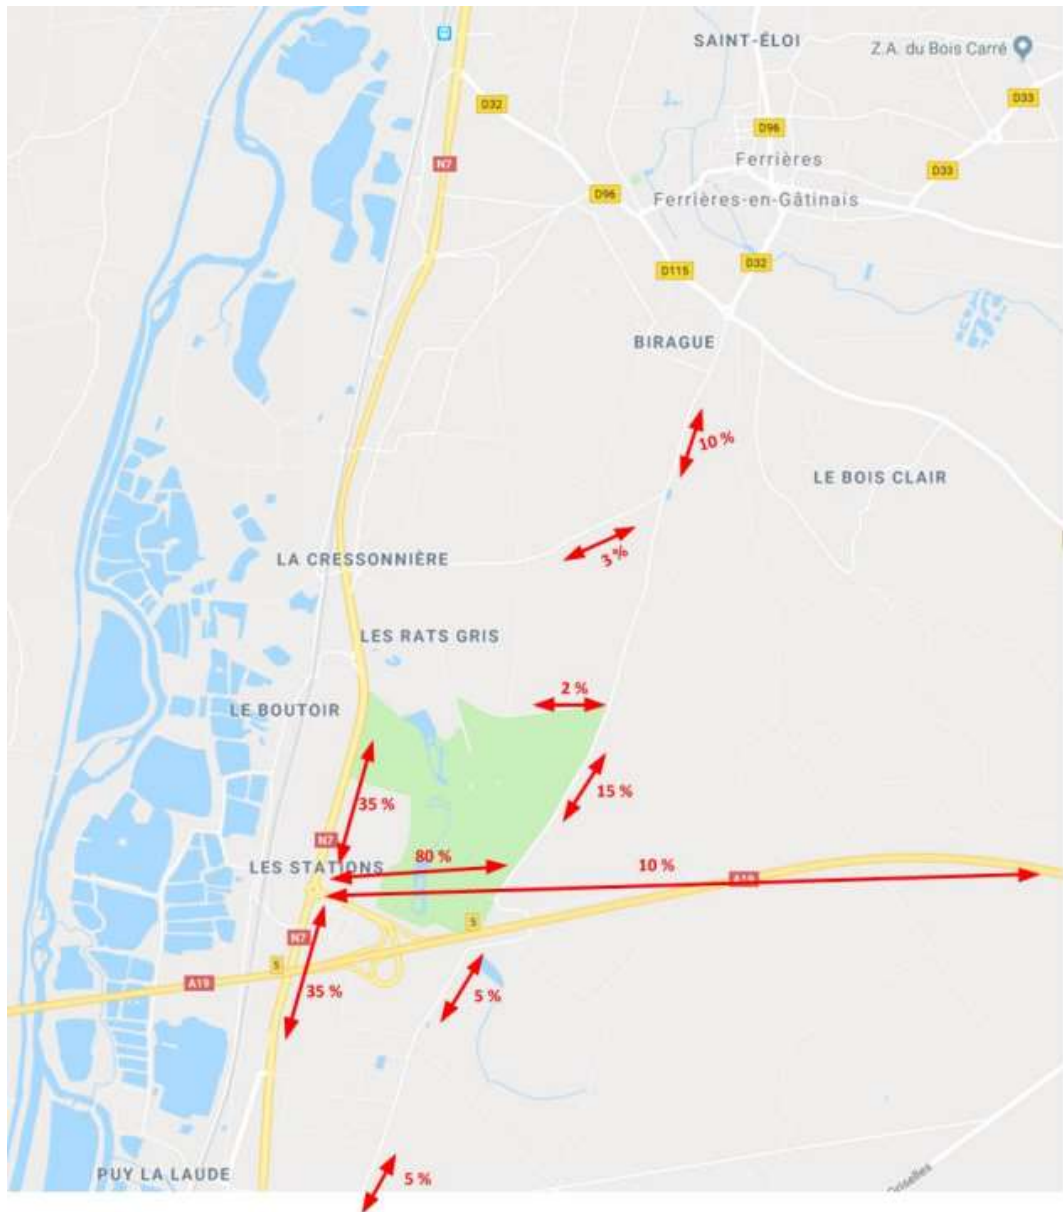 SAINT-ÉLOI
Z.A. du Bois Carré
D32
D33
N7
D96
Ferrières
D33
D96
Ferrières-en-Gâtinais
D115
D32
BIRAGUE
10 %
LE BOIS CLAIR
3 %
LA CRESSONNIÈRE
LES RATS GRIS
2 %
LE BOUTOIR
15 %
35 %
N7
80 %
10 %
LES STATIONS
A19
5
N7
5
A19
35 %
5 %
PUY LA LAUDE
5 %